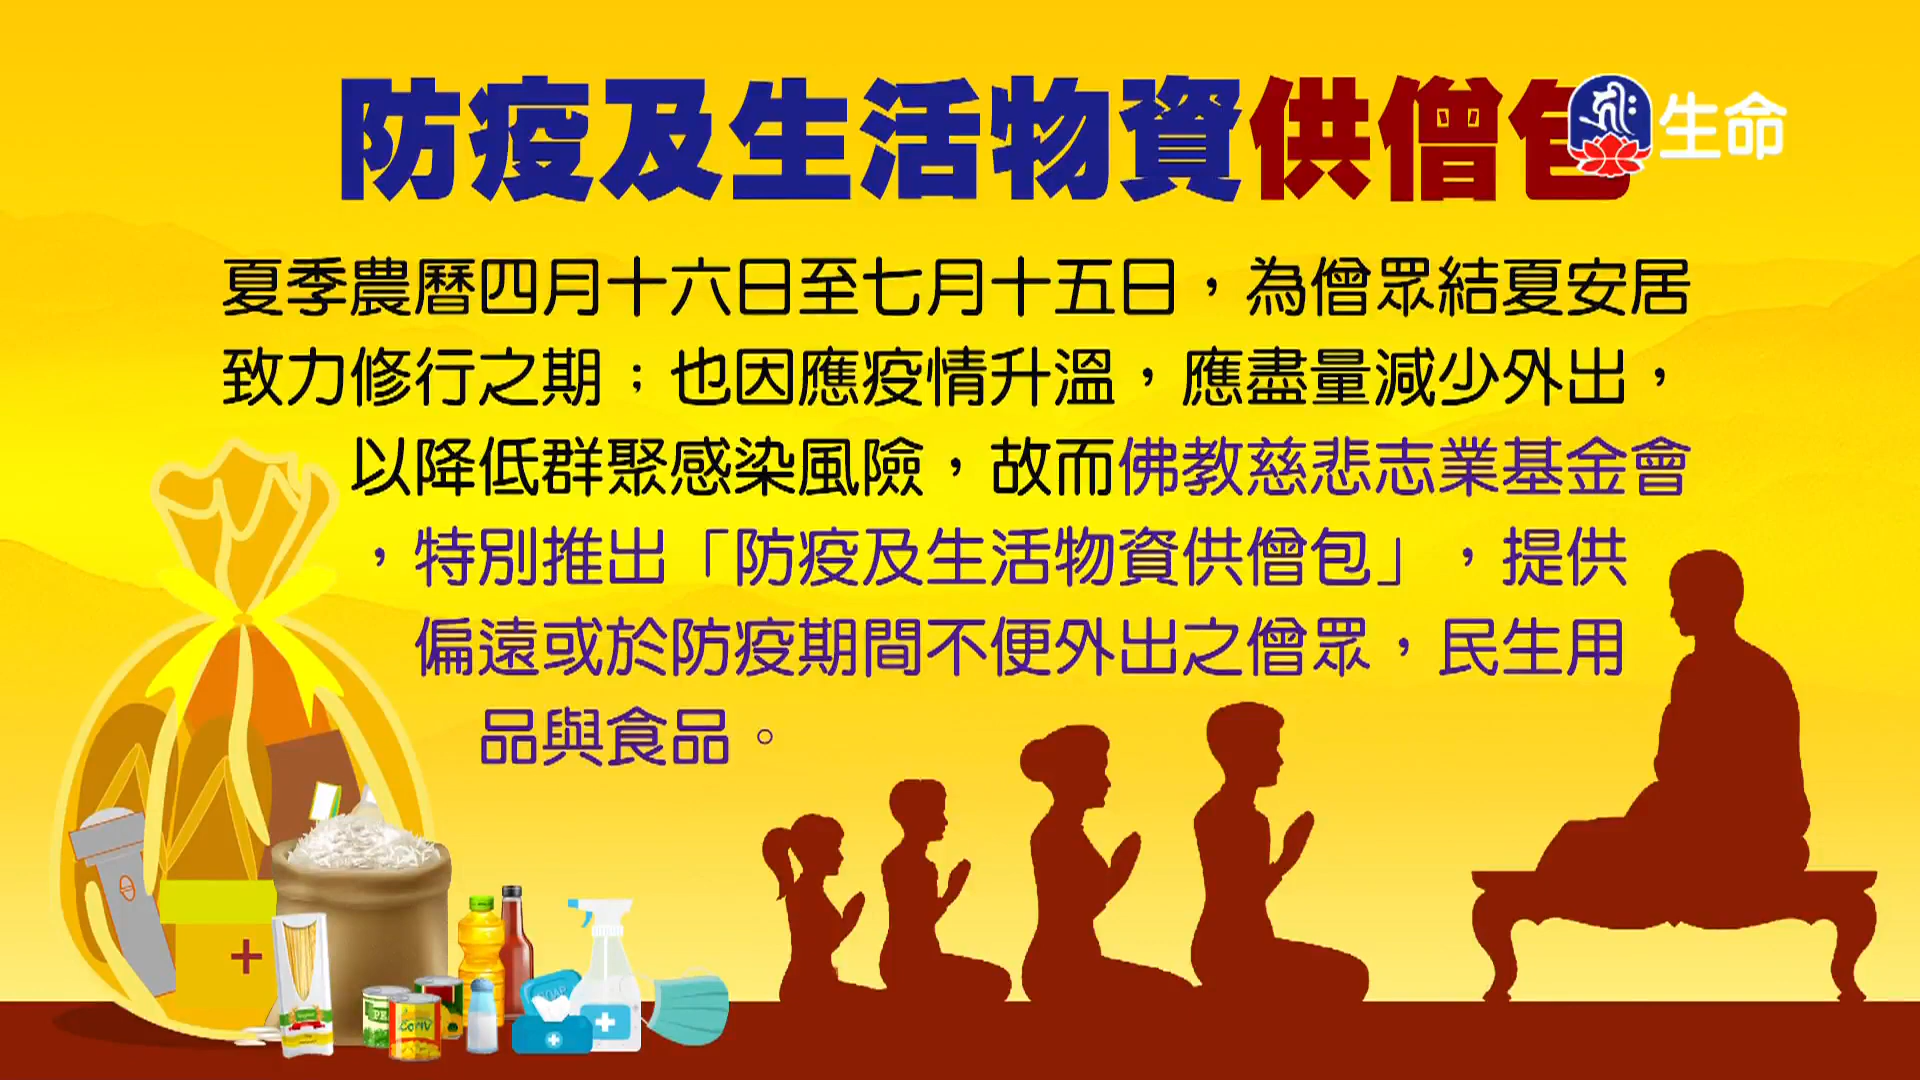 防疫及生活物資供僧包
生命
夏季農曆四月十六日至七月十五日，為僧眾結夏安居
致力修行之期；也因應疫情升溫，應盡量減少外出，
以降低群聚感染風險，故而佛教慈悲志業基金會
，特別推出「防疫及生活物資供僧包」，提供
偏遠或於防疫期間不便外出之僧眾，民生用
品與食品。
SOAP